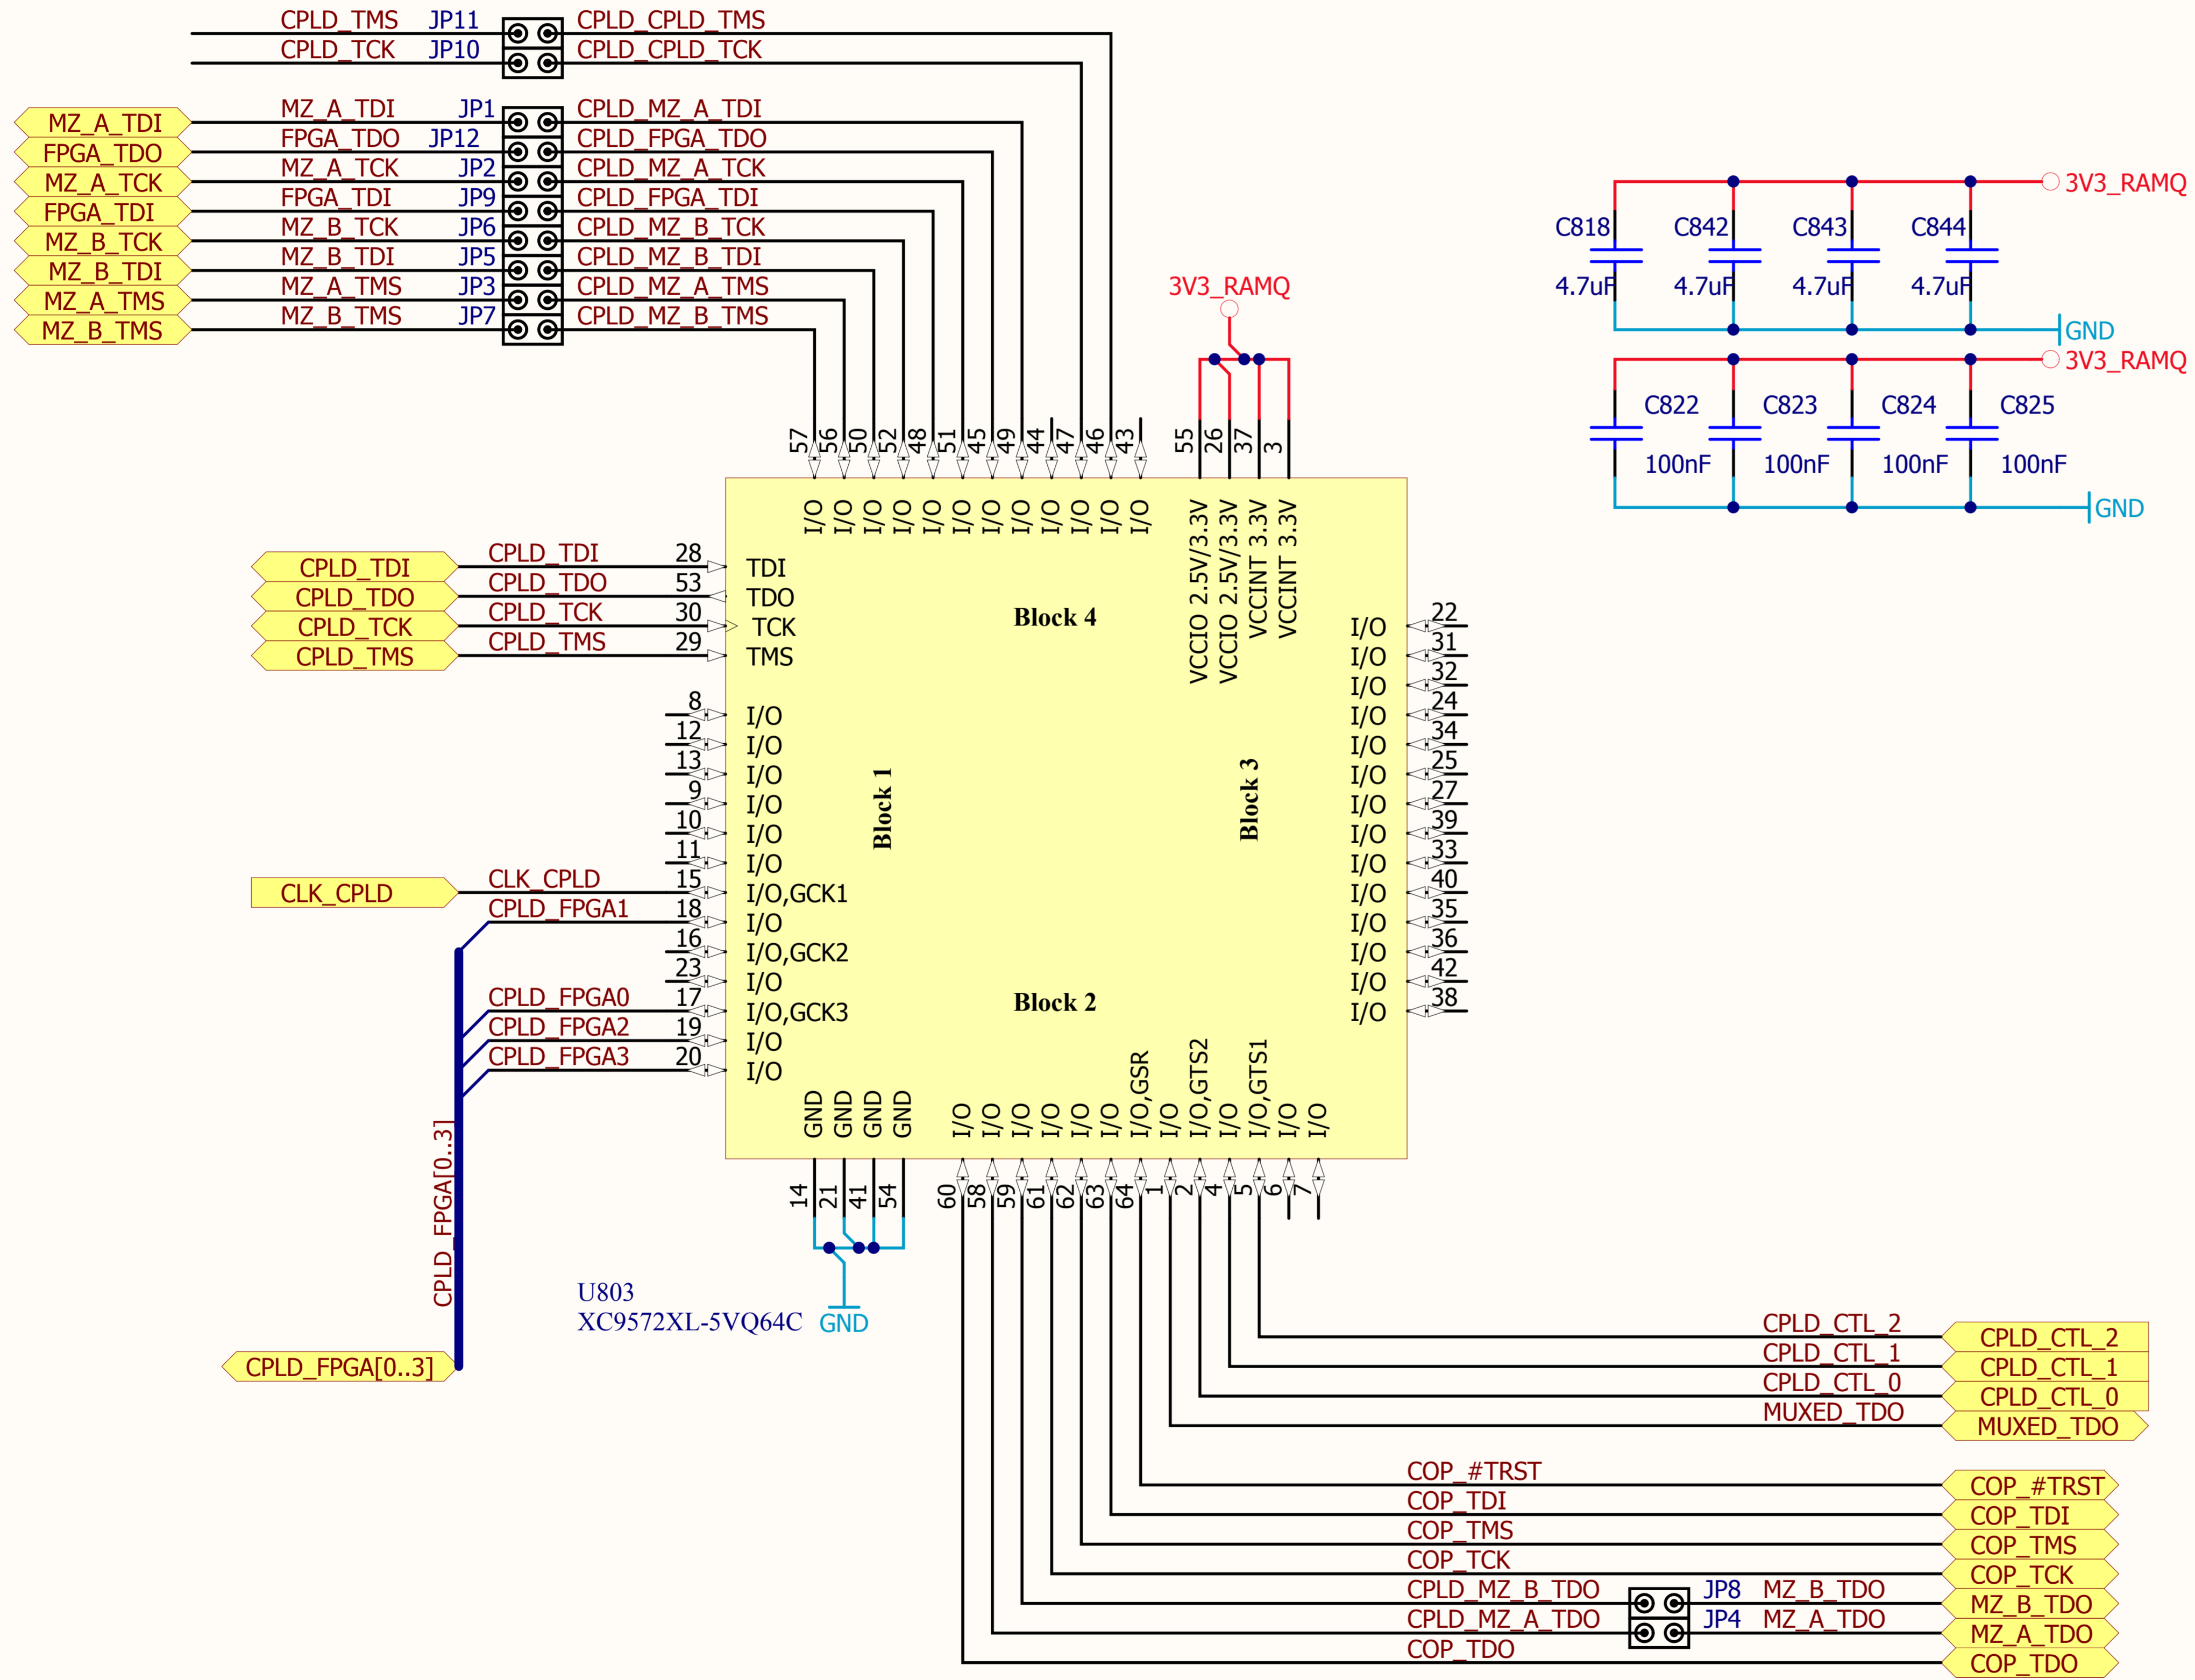 CPLD_TMS JP11 CPLD_CPLD_TMS
CPLD_TCK JP10 CPLD_CPLD_TCK
MZ_A_TDI MZ_A_TDI JP1 CPLD_MZ_A_TDI
FPGA_TDO FPGA_TDO JP12 CPLD_FPGA_TDO
MZ_A_TCK MZ_A_TCK JP2 CPLD_MZ_A_TCK
FPGA_TDI FPGA_TDI JP9 CPLD_FPGA_TDI
MZ_B_TCK MZ_B_TCK JP6 CPLD_MZ_B_TCK
MZ_B_TDI MZ_B_TDI JP5 CPLD_MZ_B_TDI
MZ_A_TMS MZ_A_TMS JP3 CPLD_MZ_A_TMS
MZ_B_TMS MZ_B_TMS JP7 CPLD_MZ_B_TMS
3V3_RAMQ
C818 C842 C843 C844
4.7uF 4.7uF 4.7uF 4.7uF
GND
3V3_RAMQ
C822 C823 C824 C825
100nF 100nF 100nF 100nF
GND
3V3_RAMQ
57 56 50 52 48 51 45 49 44 47 46 43 55 26 37 3
I/O I/O I/O I/O I/O I/O I/O I/O I/O I/O I/O I/O
VCCIO 2.5V/3.3V
VCCIO 2.5V/3.3V
VCCINT 3.3V
VCCINT 3.3V
CPLD_TDI CPLD_TDI 28 TDI
CPLD_TDO CPLD_TDO 53 TDO
CPLD_TCK CPLD_TCK 30 TCK
CPLD_TMS CPLD_TMS 29 TMS
Block 4
8 I/O
12 I/O
13 I/O
9 I/O
10 I/O
11 I/O
CLK_CPLD CLK_CPLD 15 I/O,GCK1
CPLD_FPGA1 18 I/O
16 I/O,GCK2
23 I/O
CPLD_FPGA0 17 I/O,GCK3
CPLD_FPGA2 19 I/O
CPLD_FPGA3 20 I/O
Block 1
Block 3
Block 2
I/O 22
I/O 31
I/O 32
I/O 24
I/O 34
I/O 25
I/O 27
I/O 39
I/O 33
I/O 40
I/O 35
I/O 36
I/O 42
I/O 38
GND GND GND GND I/O I/O I/O I/O I/O I/O I/O,GSR I/O I/O,GTS2 I/O I/O,GTS1 I/O I/O
14 21 41 54 60 58 59 61 62 63 64 1 2 4 5 6 7
CPLD_FPGA[0..3]
CPLD_FPGA[0..3]
U803
XC9572XL-5VQ64C
GND
CPLD_CTL_2 CPLD_CTL_2
CPLD_CTL_1 CPLD_CTL_1
CPLD_CTL_0 CPLD_CTL_0
MUXED_TDO MUXED_TDO
COP_#TRST COP_#TRST
COP_TDI COP_TDI
COP_TMS COP_TMS
COP_TCK COP_TCK
CPLD_MZ_B_TDO JP8 MZ_B_TDO MZ_B_TDO
CPLD_MZ_A_TDO JP4 MZ_A_TDO MZ_A_TDO
COP_TDO COP_TDO